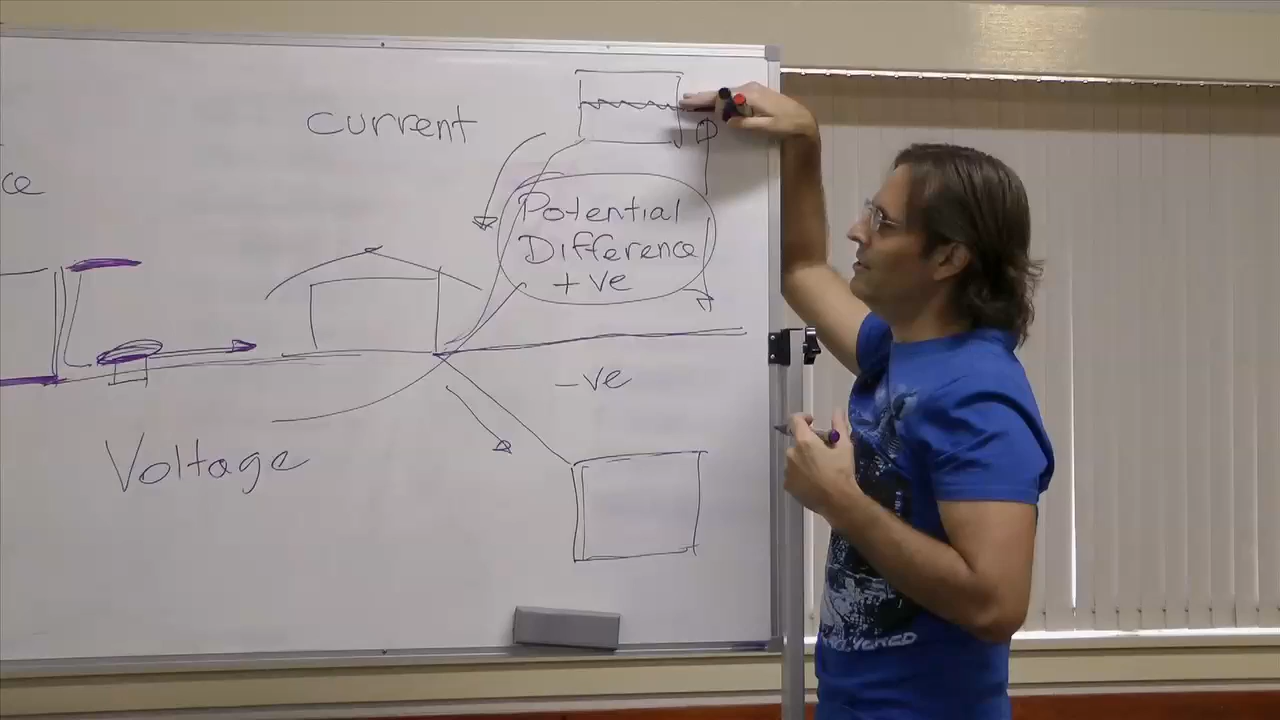 current
ce
Potential
Difference
+ve
-ve
Voltage